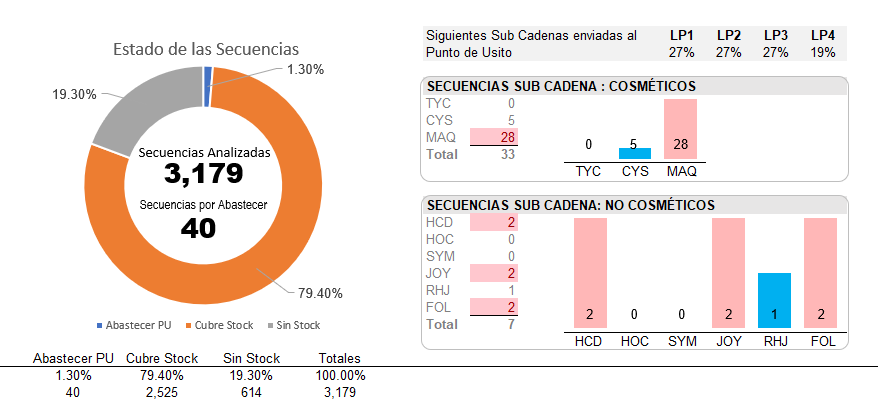 Estado de las Secuencias
1.30%
19.30%
Secuencias Analizadas
3,179
Secuencias por Abastecer
40
79.40%
Abastecer PU Cubre Stock Sin Stock
Abastecer PU Cubre Stock Sin Stock Totales
1.30% 79.40% 19.30% 100.00%
40 2,525 614 3,179
Siguientes Sub Cadenas enviadas al LP1 LP2 LP3 LP4
Punto de Usito 27% 27% 27% 19%
SECUENCIAS SUB CADENA : COSMÉTICOS
TYC 0
CYS 5
MAQ 28
Total 33
0 5 28
TYC CYS MAQ
SECUENCIAS SUB CADENA: NO COSMÉTICOS
HCD 2
HOC 0
SYM 0
JOY 2
RHJ 1
FOL 2
Total 7
2 0 0 2 1 2
HCD HOC SYM JOY RHJ FOL